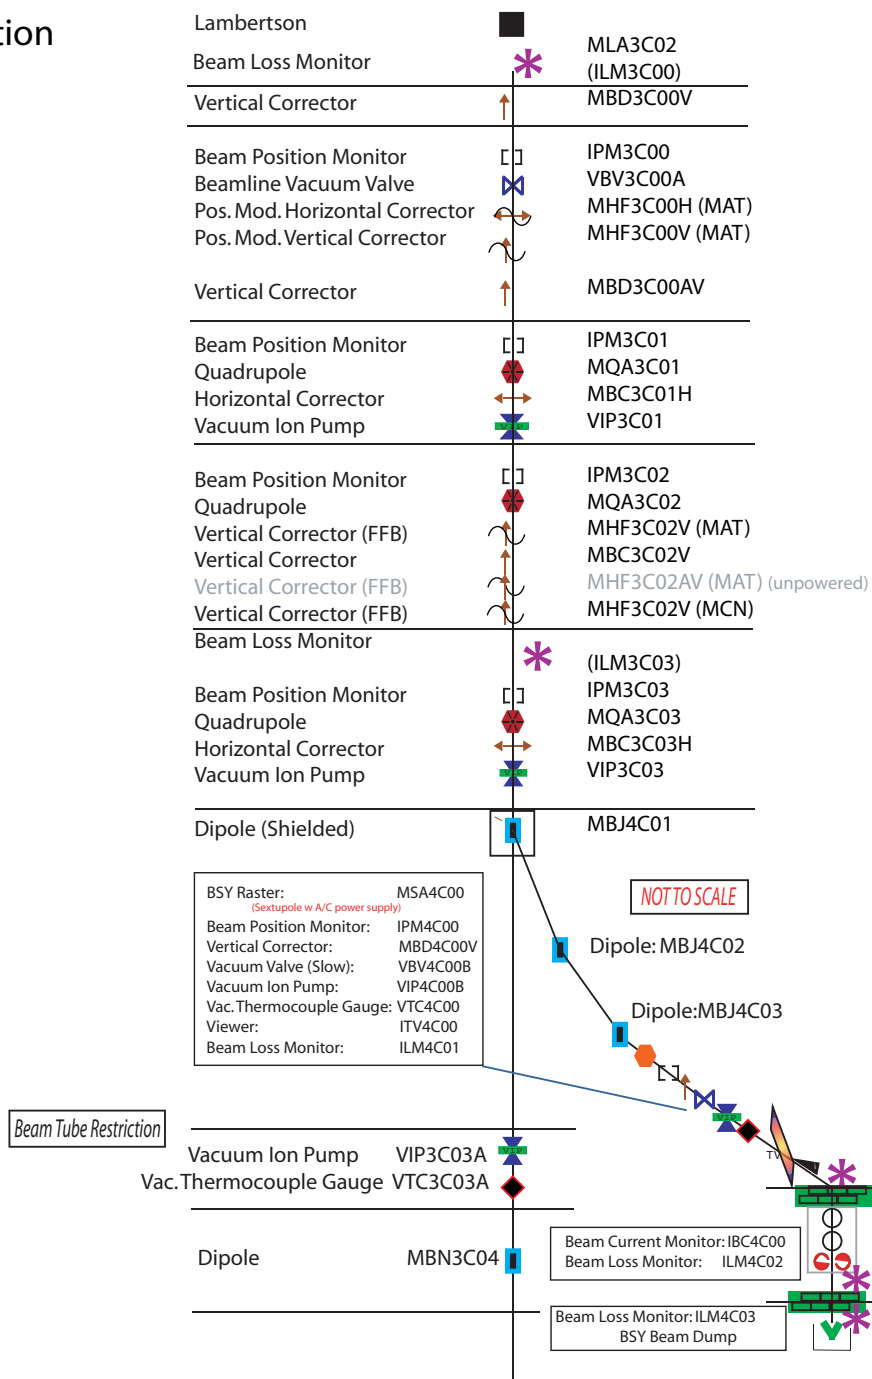 tion
Lambertson
Beam Loss Monitor
MLA3C02
(ILM3C00)
Vertical Corrector MBD3C00V
Beam Position Monitor IPM3C00
Beamline Vacuum Valve VBV3C00A
Pos. Mod. Horizontal Corrector MHF3C00H (MAT)
Pos. Mod. Vertical Corrector MHF3C00V (MAT)
Vertical Corrector MBD3C00AV
Beam Position Monitor IPM3C01
Quadrupole MQA3C01
Horizontal Corrector MBC3C01H
Vacuum Ion Pump VIP VIP3C01
Beam Position Monitor IPM3C02
Quadrupole MQA3C02
Vertical Corrector (FFB) MHF3C02V (MAT)
Vertical Corrector MBC3C02V
Vertical Corrector (FFB) MHF3C02AV (MAT) (unpowered)
Vertical Corrector (FFB) MHF3C02V (MCN)
Beam Loss Monitor
(ILM3C03)
Beam Position Monitor IPM3C03
Quadrupole MQA3C03
Horizontal Corrector MBC3C03H
Vacuum Ion Pump VIP VIP3C03
Dipole (Shielded) MBJ4C01
BSY Raster: MSA4C00
(Sextupole w A/C power supply)
Beam Position Monitor: IPM4C00
Vertical Corrector: MBD4C00V
Vacuum Valve (Slow): VBV4C00B
Vacuum Ion Pump: VIP4C00B
Vac. Thermocouple Gauge: VTC4C00
Viewer: ITV4C00
Beam Loss Monitor: ILM4C01
NOT TO SCALE
Dipole: MBJ4C02
Dipole:MBJ4C03
VIP
TV
Beam Tube Restriction
Vacuum Ion Pump VIP3C03A VIP
Vac. Thermocouple Gauge VTC3C03A
Dipole MBN3C04
Beam Current Monitor: IBC4C00
Beam Loss Monitor: ILM4C02
Beam Loss Monitor: ILM4C03
BSY Beam Dump